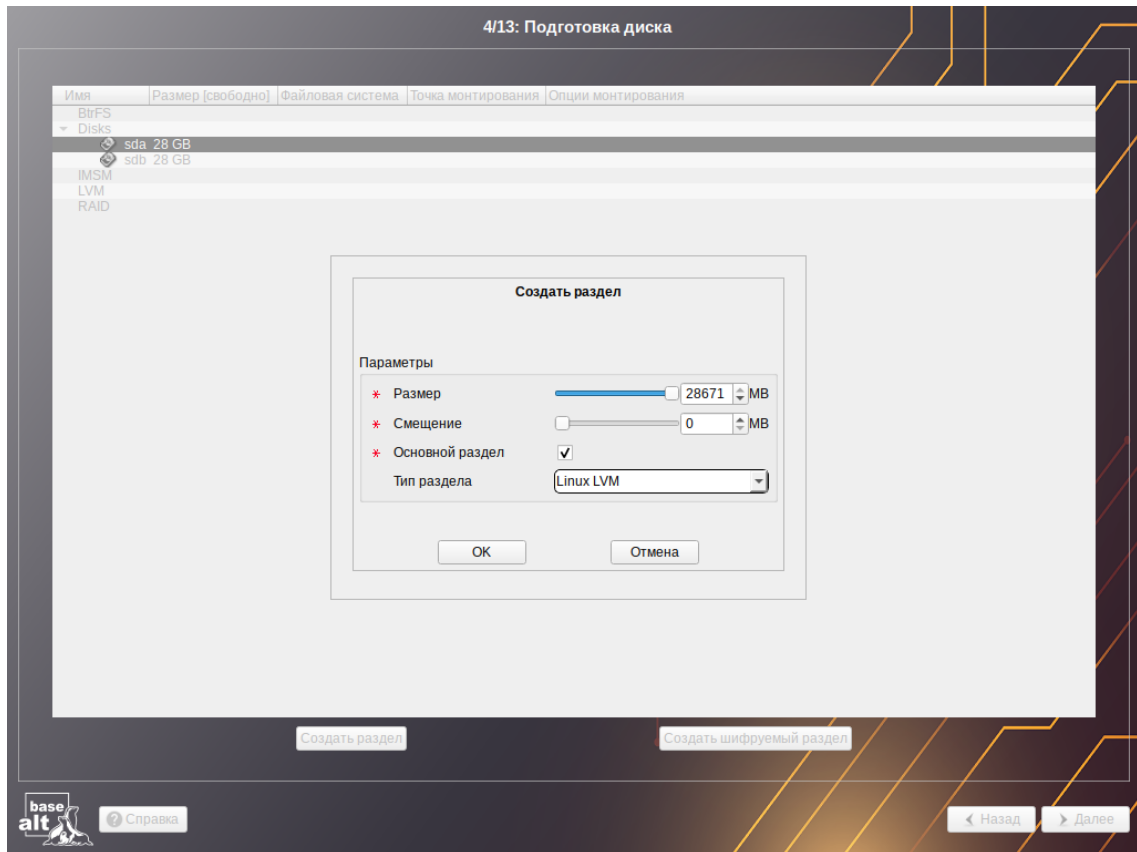 4/13: Подготовка диска
Имя Размер [свободно] Файловая система Точка монтирования Опции монтирования
BtrFS
Disks
sda 28 GB
sdb 28 GB
IMSM
LVM
RAID
Создать раздел
Параметры
* Размер 28671 MB
* Смещение 0 MB
* Основной раздел
Тип раздела Linux LVM
OK Отмена
Создать раздел Создать шифруемый раздел
base
alt
Справка Назад Далее